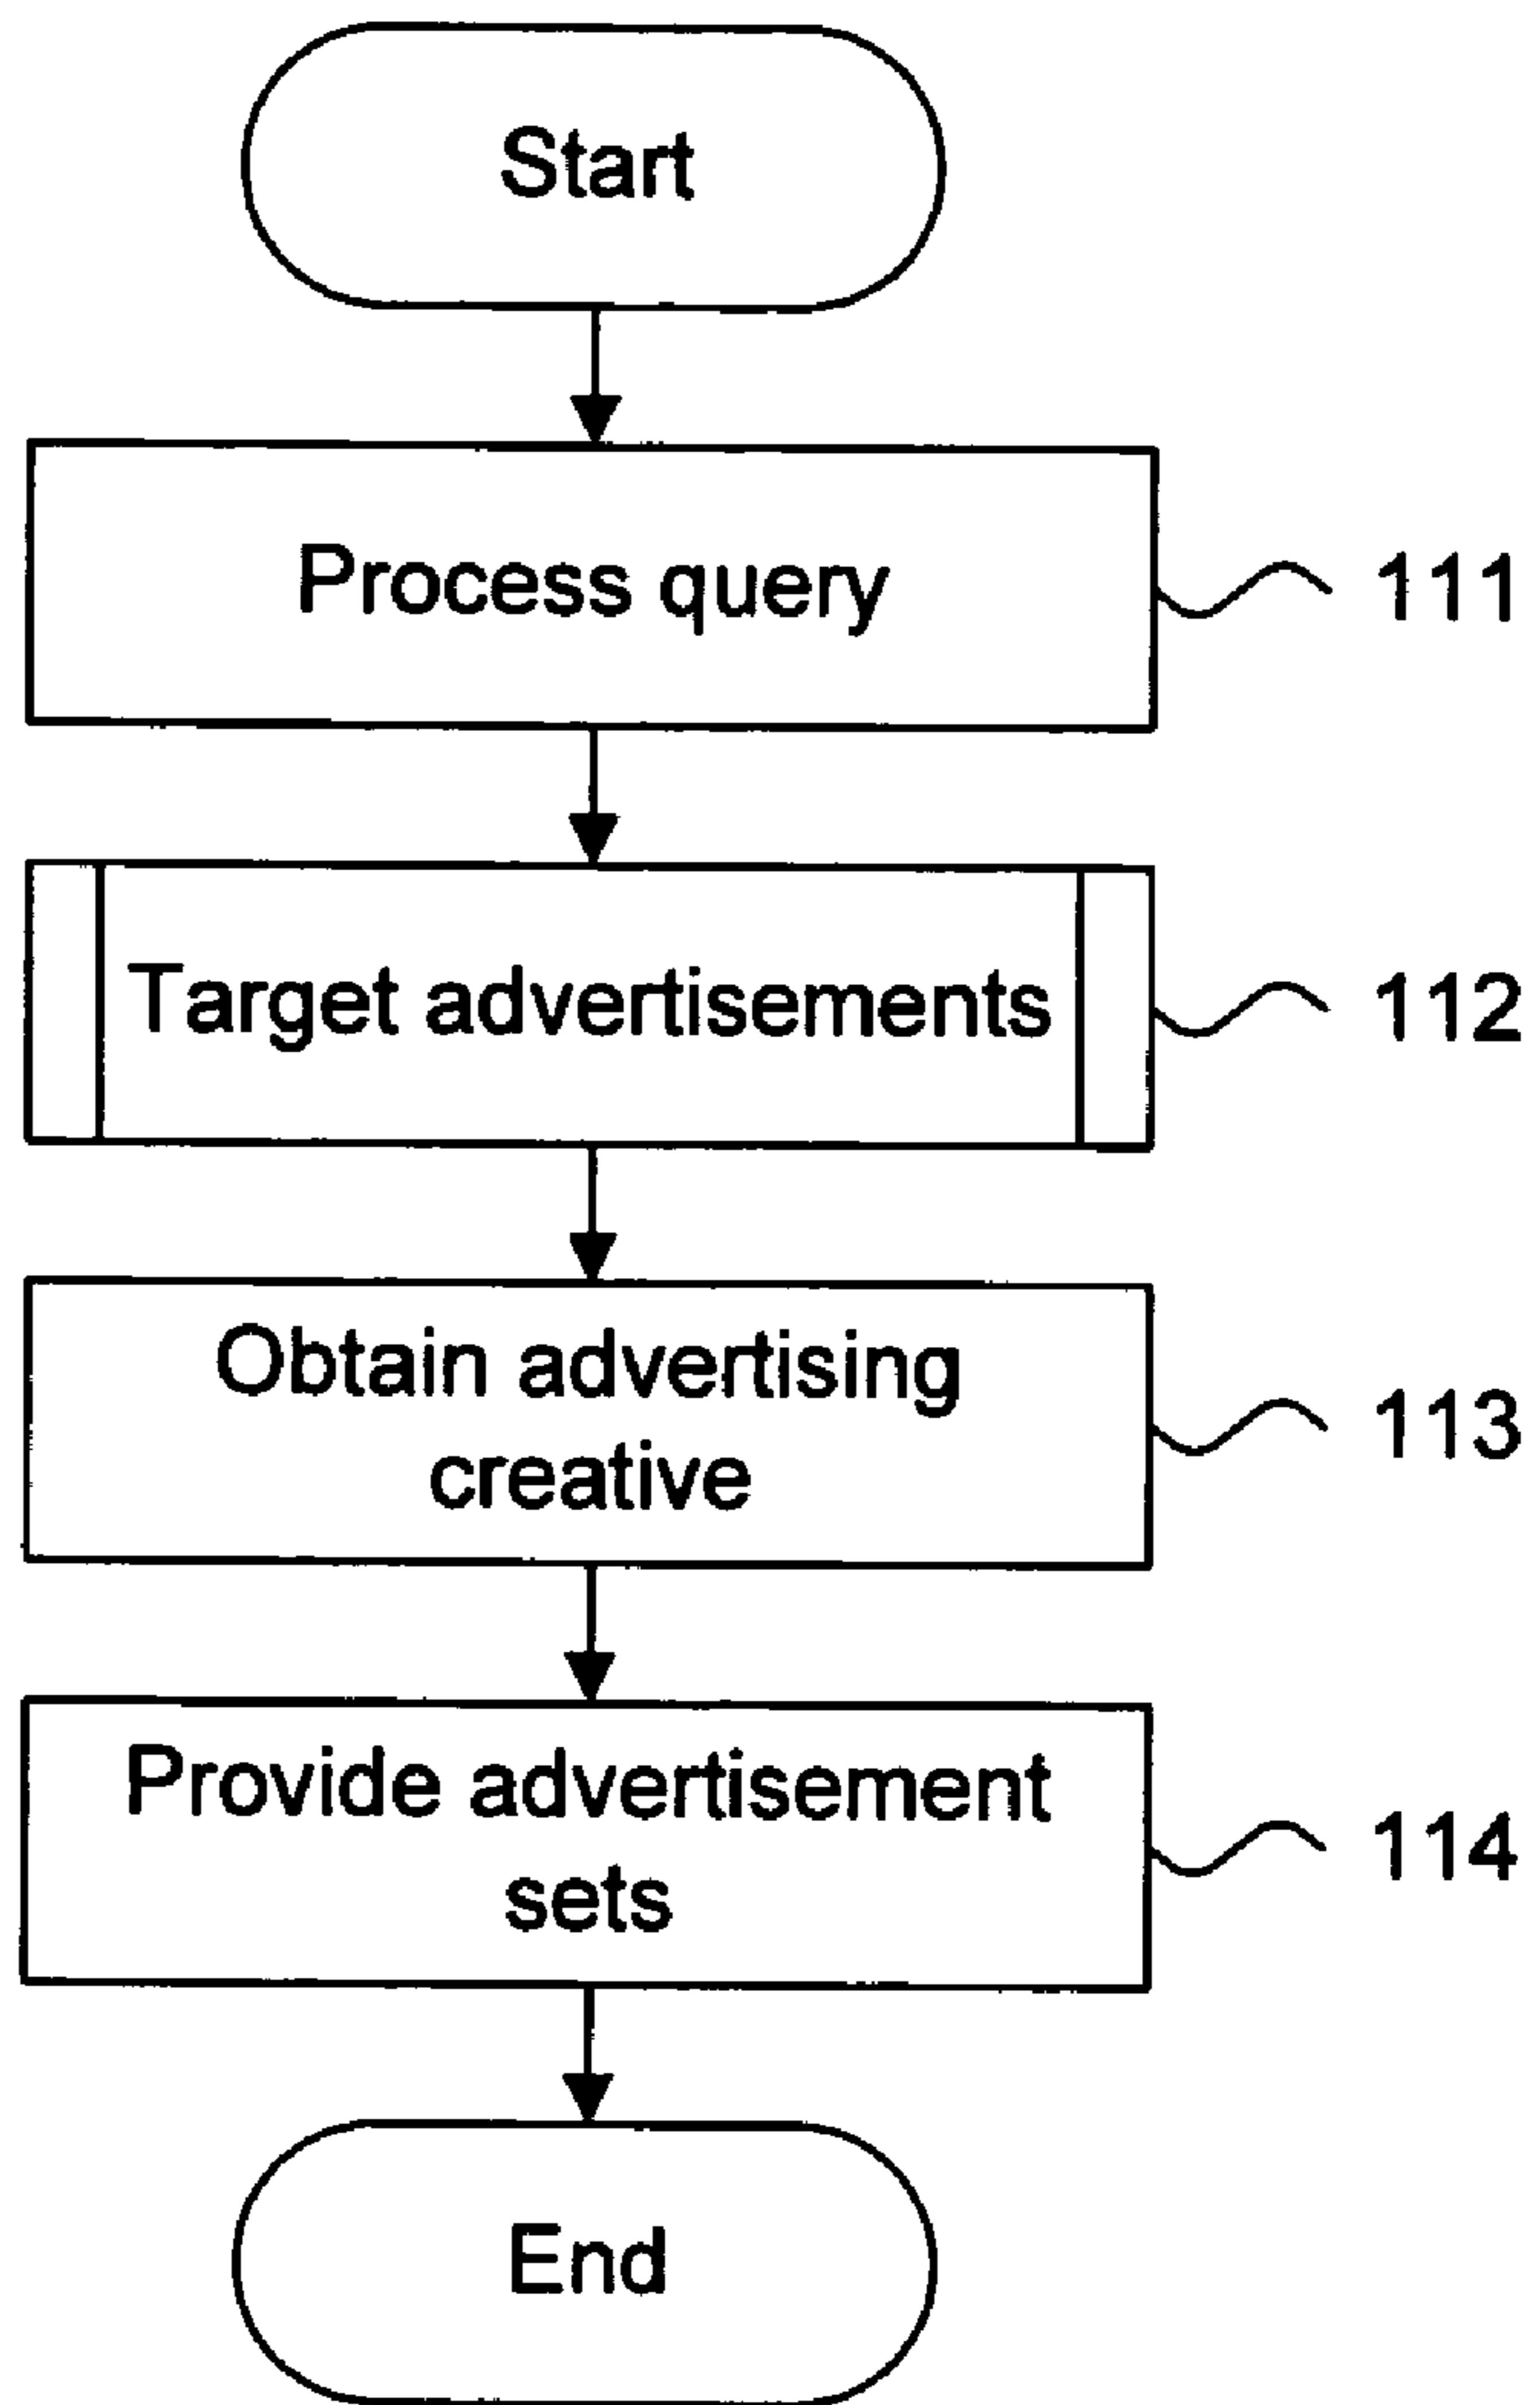 Start
Process query
111
Target advertisements
112
Obtain advertising
creative
113
Provide advertisement
sets
114
End